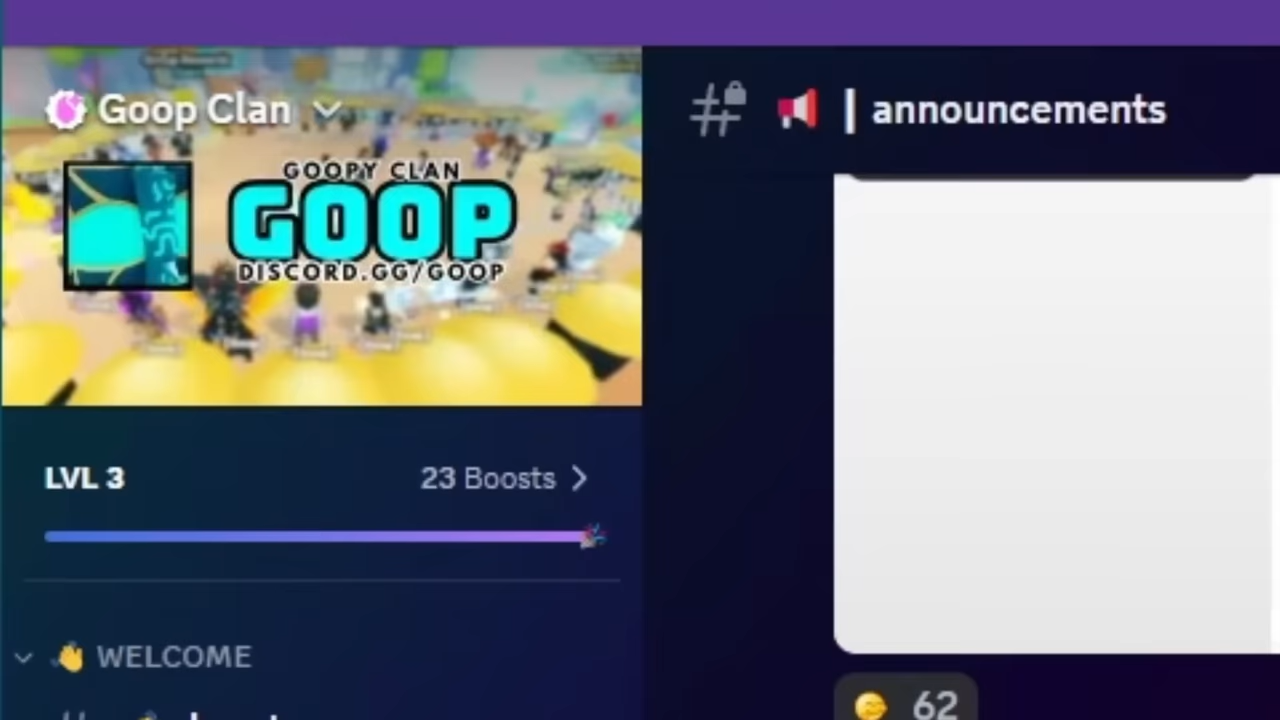 Goop Clan
GOOPY CLAN
GOOP
DISCORD.GG/GOOP
LVL 3
23 Boosts
WELCOME
| announcements
62